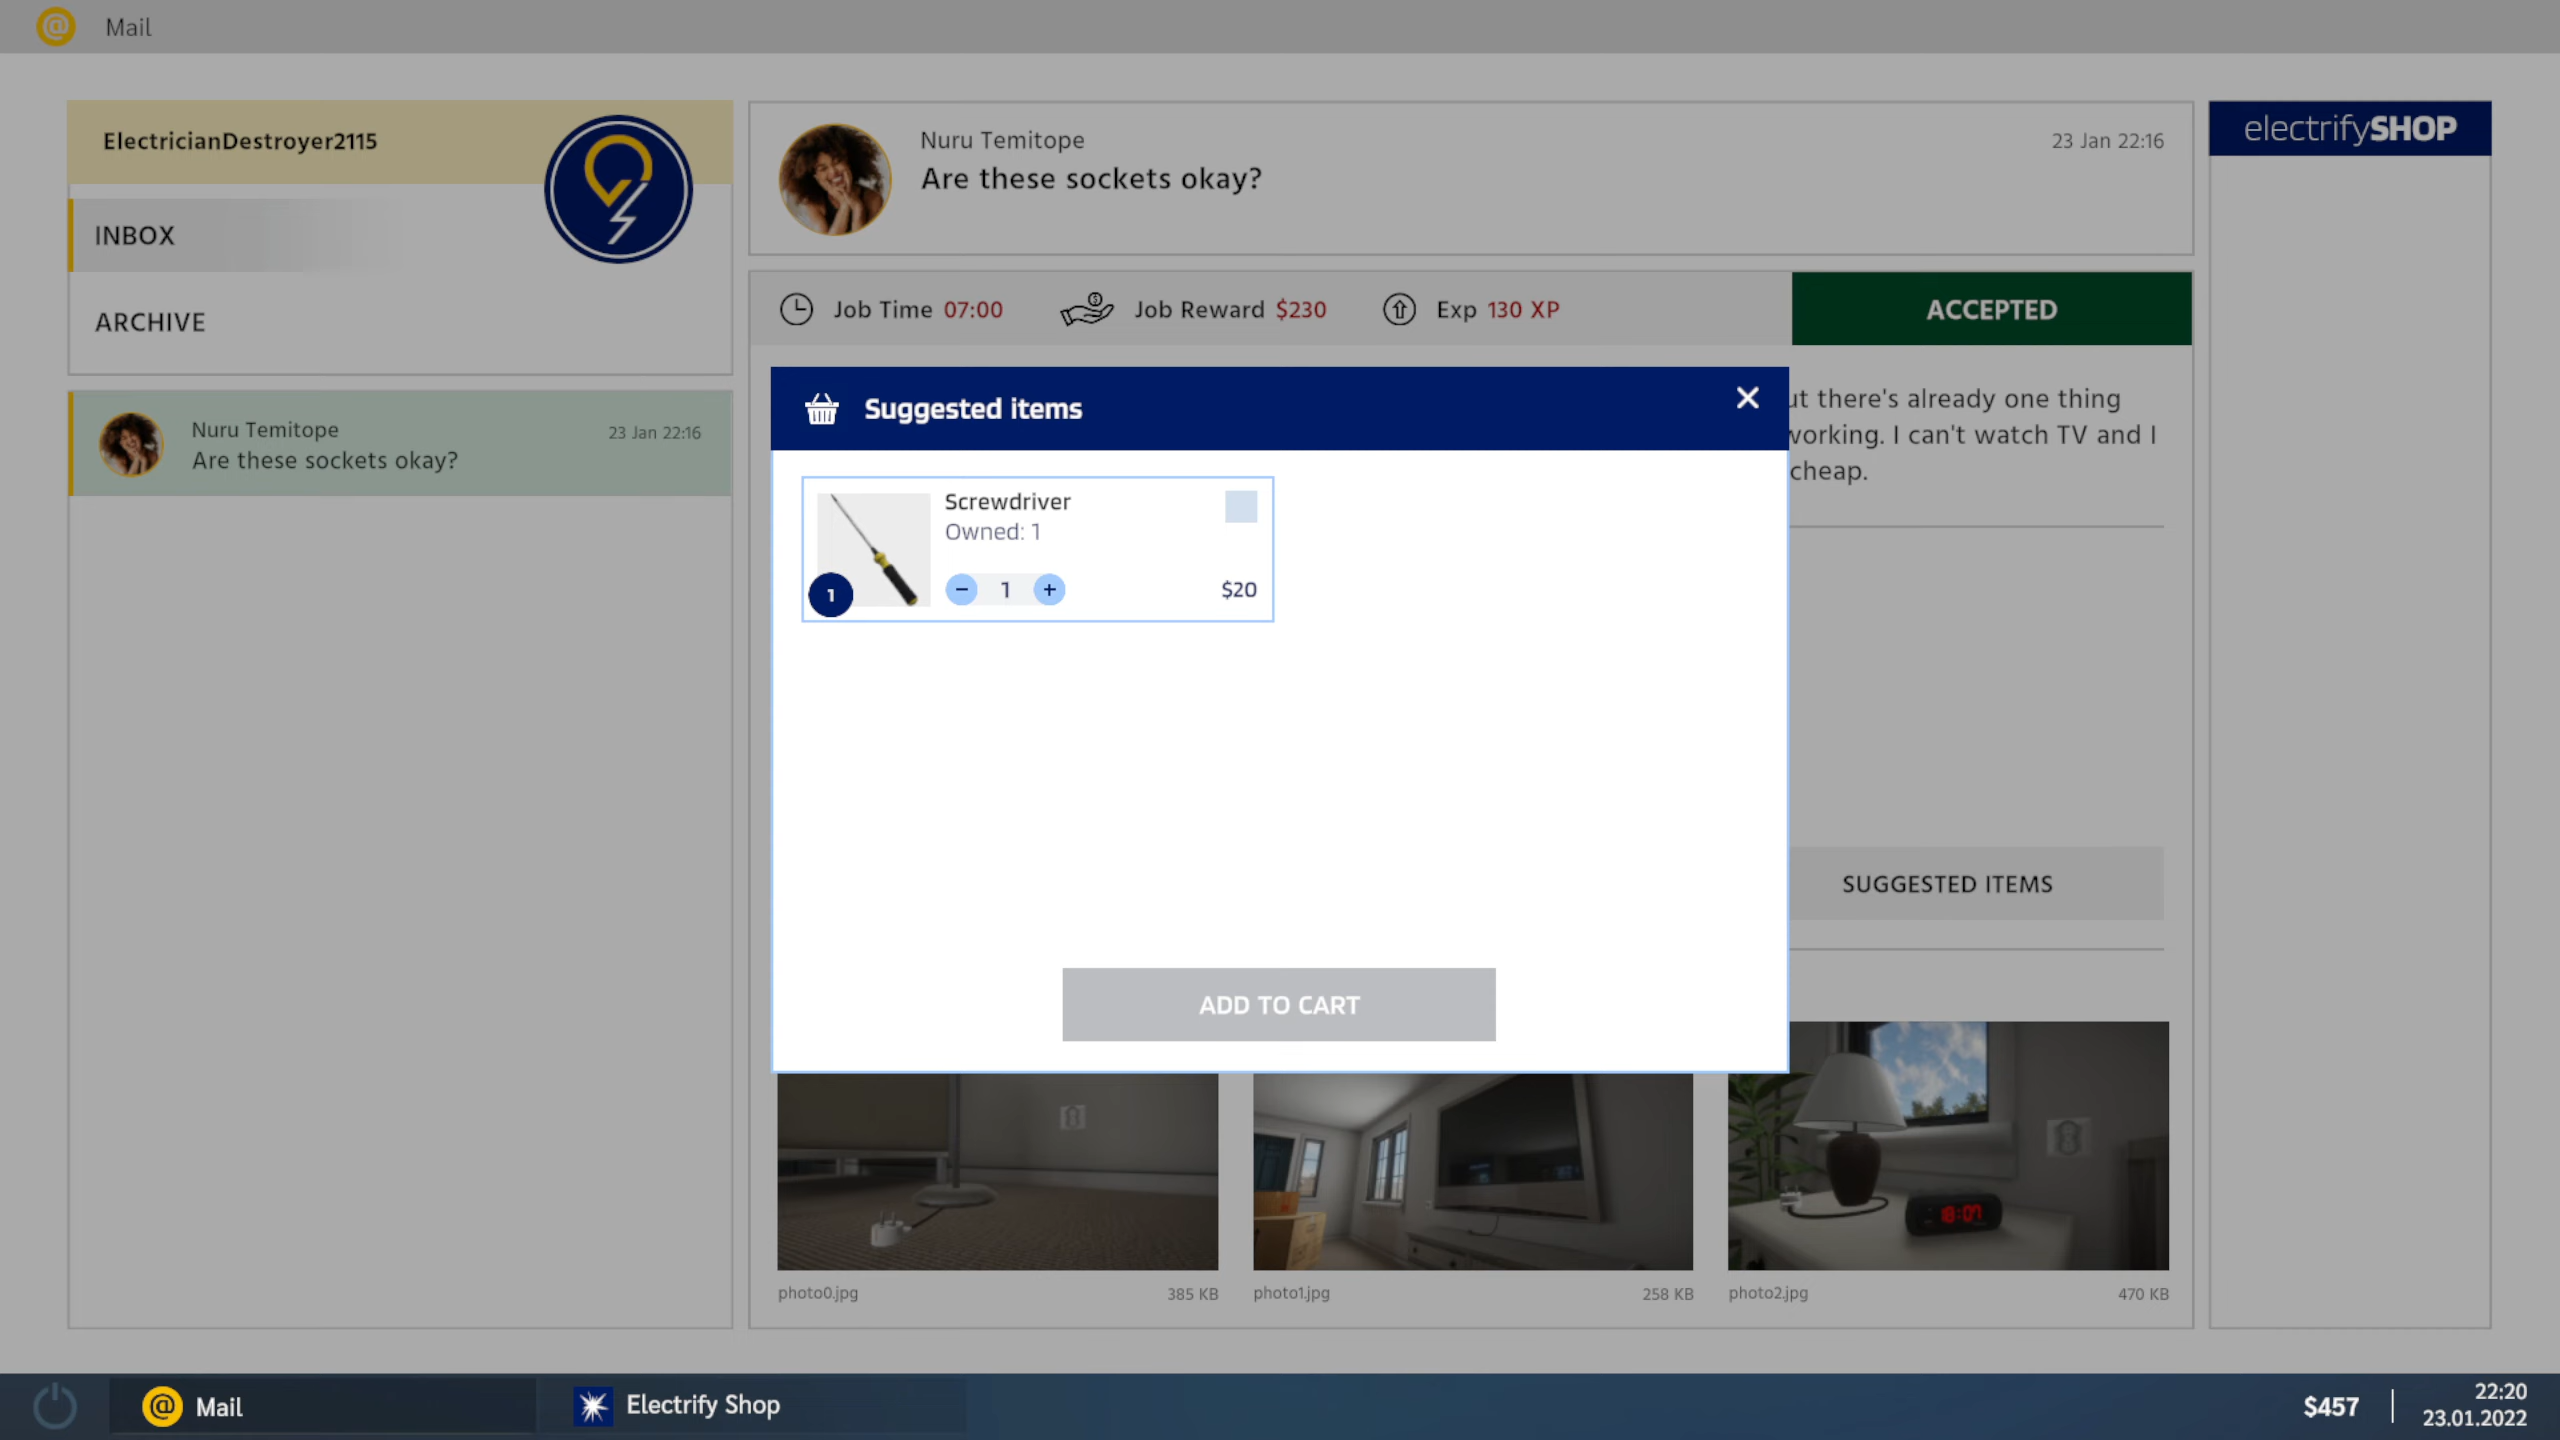 Mail
ElectricianDestroyer2115
INBOX
ARCHIVE
Nuru Temitope
23 Jan 22:16
Are these sockets okay?
Nuru Temitope
23 Jan 22:16
Are these sockets okay?
electrifySHOP
Job Time 07:00
Job Reward $230
Exp 130 XP
ACCEPTED
there's already one thing
I can't watch TV and I
cheap.
Suggested items
Screwdriver
Owned: 1
1
1
$20
ADD TO CART
SUGGESTED ITEMS
18:07
photo0.jpg
385 KB
photo1.jpg
258 KB
photo2.jpg
470 KB
Mail
Electrify Shop
$457
22:20
23.01.2022